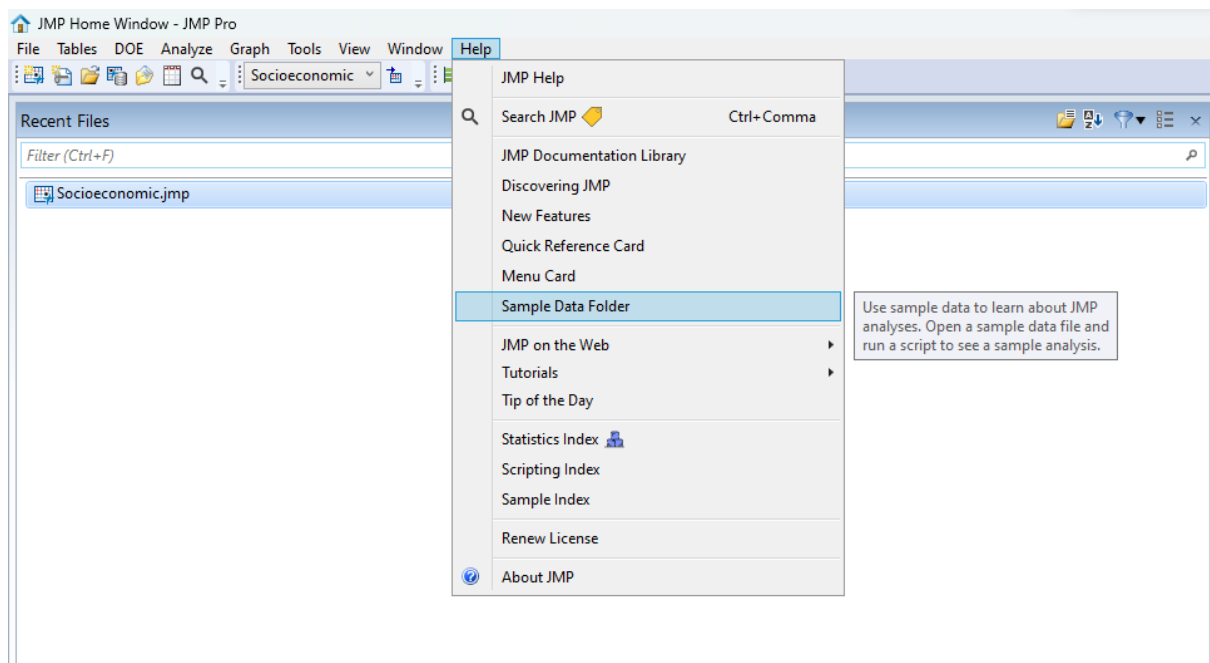 JMP Home Window - JMP Pro
File Tables DOE Analyze Graph Tools View Window Help
Socioeconomic
Recent Files
Filter (Ctrl+F)
Socioeconomic.jmp
JMP Help
Search JMP Ctrl+Comma
JMP Documentation Library
Discovering JMP
New Features
Quick Reference Card
Menu Card
Sample Data Folder
Use sample data to learn about JMP
analyses. Open a sample data file and
run a script to see a sample analysis.
JMP on the Web
Tutorials
Tip of the Day
Statistics Index
Scripting Index
Sample Index
Renew License
About JMP